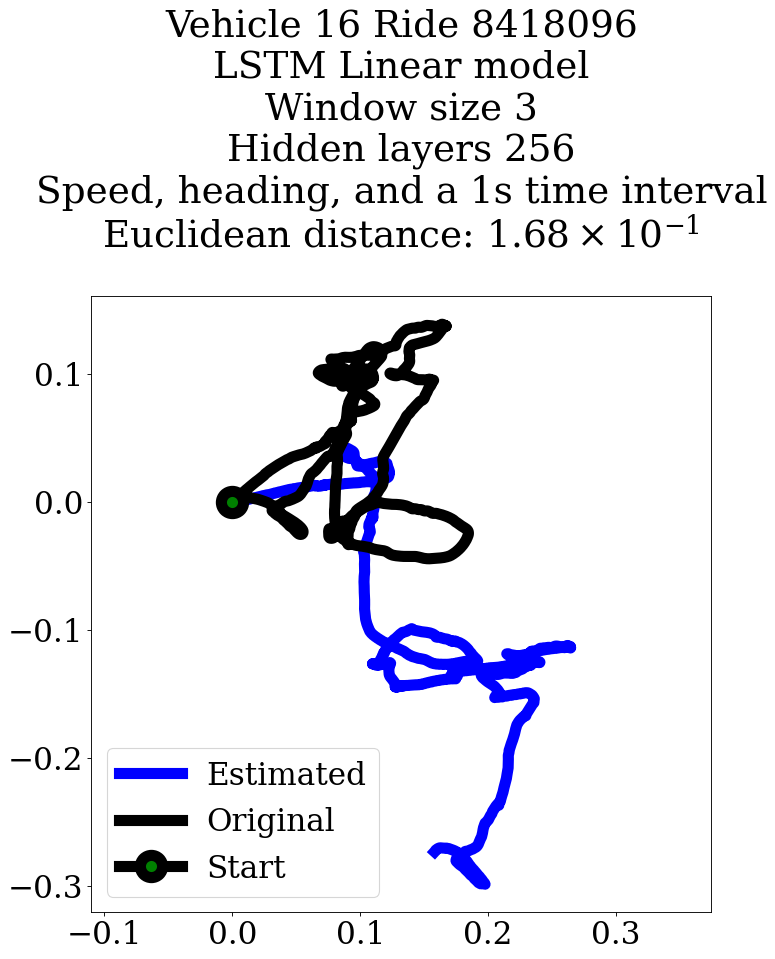 Vehicle 16 Ride 8418096
LSTM Linear model
Window size 3
Hidden layers 256
Speed, heading, and a 1s time interval
Euclidean distance: 1.68 × 10⁻¹
0.1
0.0
−0.1
−0.2
−0.3
Estimated
Original
Start
−0.1 0.0 0.1 0.2 0.3